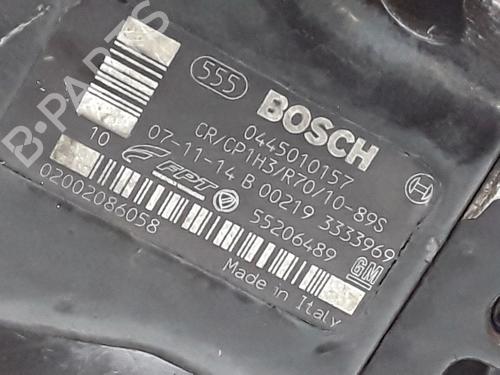 555
BOSCH
0445010157
CR/CP1H3/R70/10-89S
10
07-11-14 B 00219 3333969
FPT
55206489
GM
02002086058
Made in Italy
B-PARTS